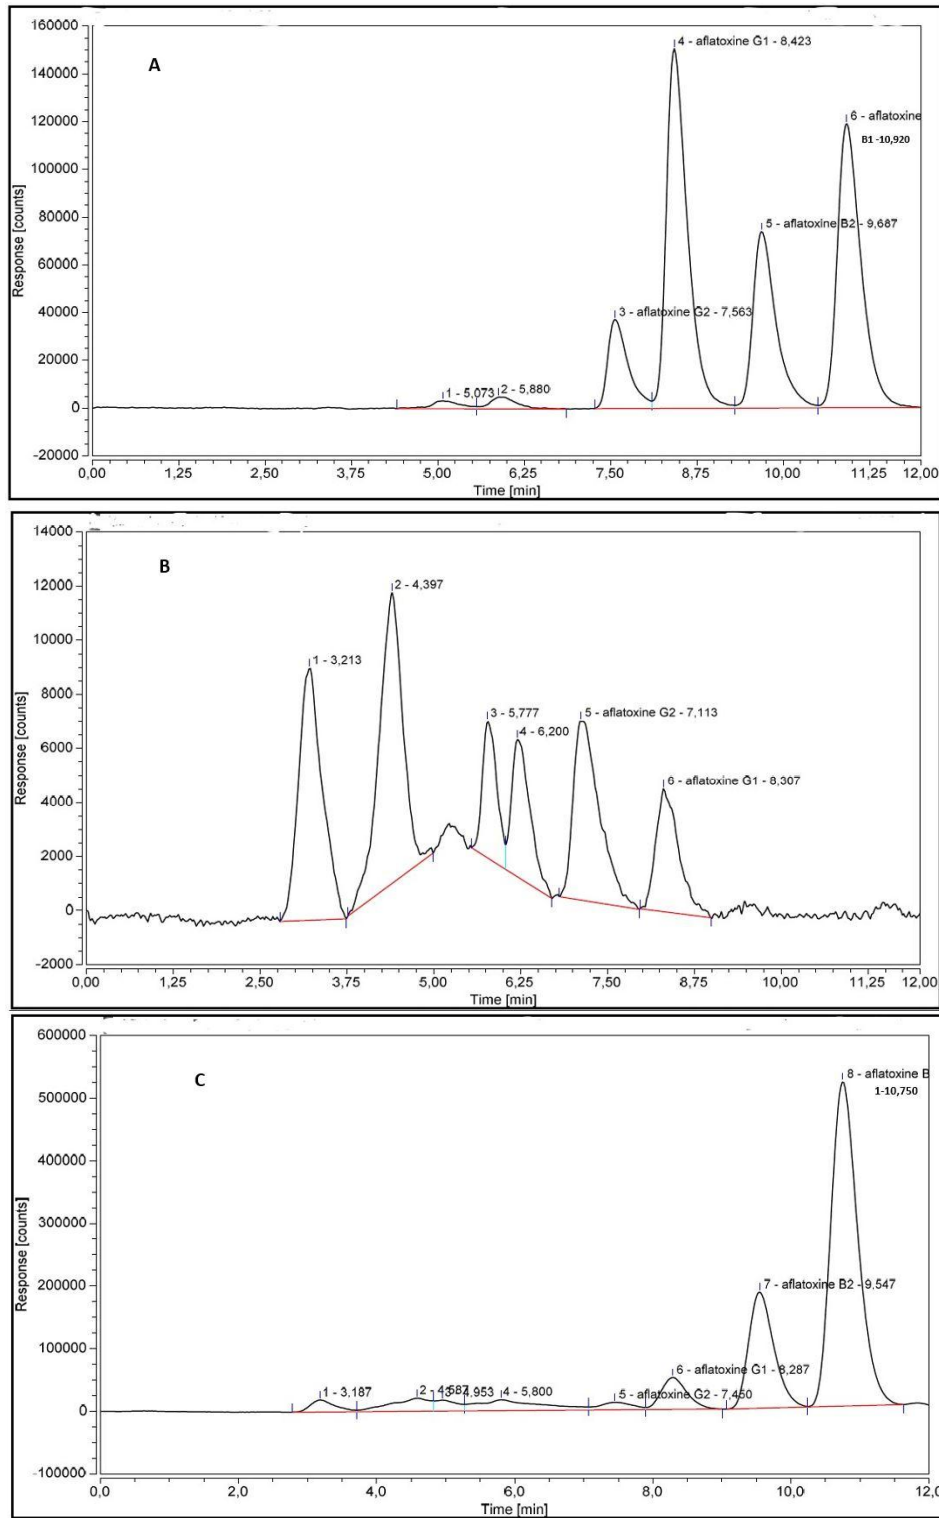 160000
140000
120000
100000
80000
60000
40000
20000
0
-20000
Response [counts]
A
1 - 5,073
2 - 5,880
3 - aflatoxine G2 - 7,563
4 - aflatoxine G1 - 8,423
5 - aflatoxine B2 - 9,687
6 - aflatoxine
B1 -10,920
0,00 1,25 2,50 3,75 5,00 6,25 7,50 8,75 10,00 11,25 12,00
Time [min]
14000
12000
10000
8000
6000
4000
2000
0
-2000
Response [counts]
B
1 - 3,213
2 - 4,397
3 - 5,777
4 - 6,200
5 - aflatoxine G2 - 7,113
6 - aflatoxine G1 - 8,307
0,00 1,25 2,50 3,75 5,00 6,25 7,50 8,75 10,00 11,25 12,00
Time [min]
600000
500000
400000
300000
200000
100000
0
-100000
Response [counts]
C
1 - 3,187
2 - 4,587
3 - 4,953
4 - 5,800
5 - aflatoxine G2 - 7,450
6 - aflatoxine G1 - 8,287
7 - aflatoxine B2 - 9,547
8 - aflatoxine B
1-10,750
0,0 2,0 4,0 6,0 8,0 10,0 12,0
Time [min]